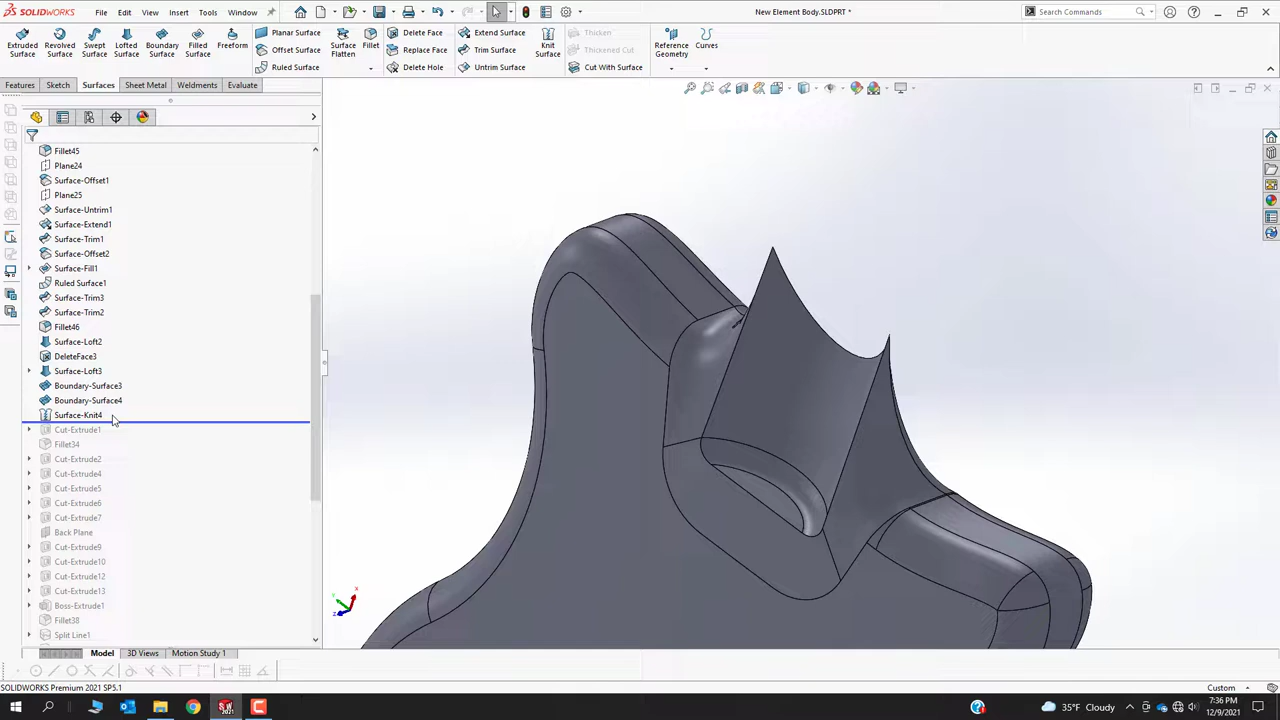 SOLIDWORKS File Edit View Insert Tools Window New Element Body.SLDPRT * Search Commands
Extruded Surface
Revolved Surface
Swept Surface
Lofted Surface
Boundary Surface
Filled Surface
Freeform
Planar Surface
Offset Surface
Ruled Surface
Surface Flatten
Fillet
Delete Face
Replace Face
Delete Hole
Extend Surface
Trim Surface
Untrim Surface
Knit Surface
Thicken
Thickened Cut
Cut With Surface
Reference Geometry
Curves
Features Sketch Surfaces Sheet Metal Weldments Evaluate
Fillet45
Plane24
Surface-Offset1
Plane25
Surface-Untrim1
Surface-Extend1
Surface-Trim1
Surface-Offset2
Surface-Fill1
Ruled Surface1
Surface-Trim3
Surface-Trim2
Fillet46
Surface-Loft2
DeleteFace3
Surface-Loft3
Boundary-Surface3
Boundary-Surface4
Surface-Knit4
Cut-Extrude1
Fillet34
Cut-Extrude2
Cut-Extrude4
Cut-Extrude5
Cut-Extrude6
Cut-Extrude7
Back Plane
Cut-Extrude9
Cut-Extrude10
Cut-Extrude12
Cut-Extrude13
Boss-Extrude1
Fillet38
Split Line1
Model 3D Views Motion Study 1
SOLIDWORKS Premium 2021 SP5.1 Custom
35°F Cloudy 7:36 PM
12/9/2021